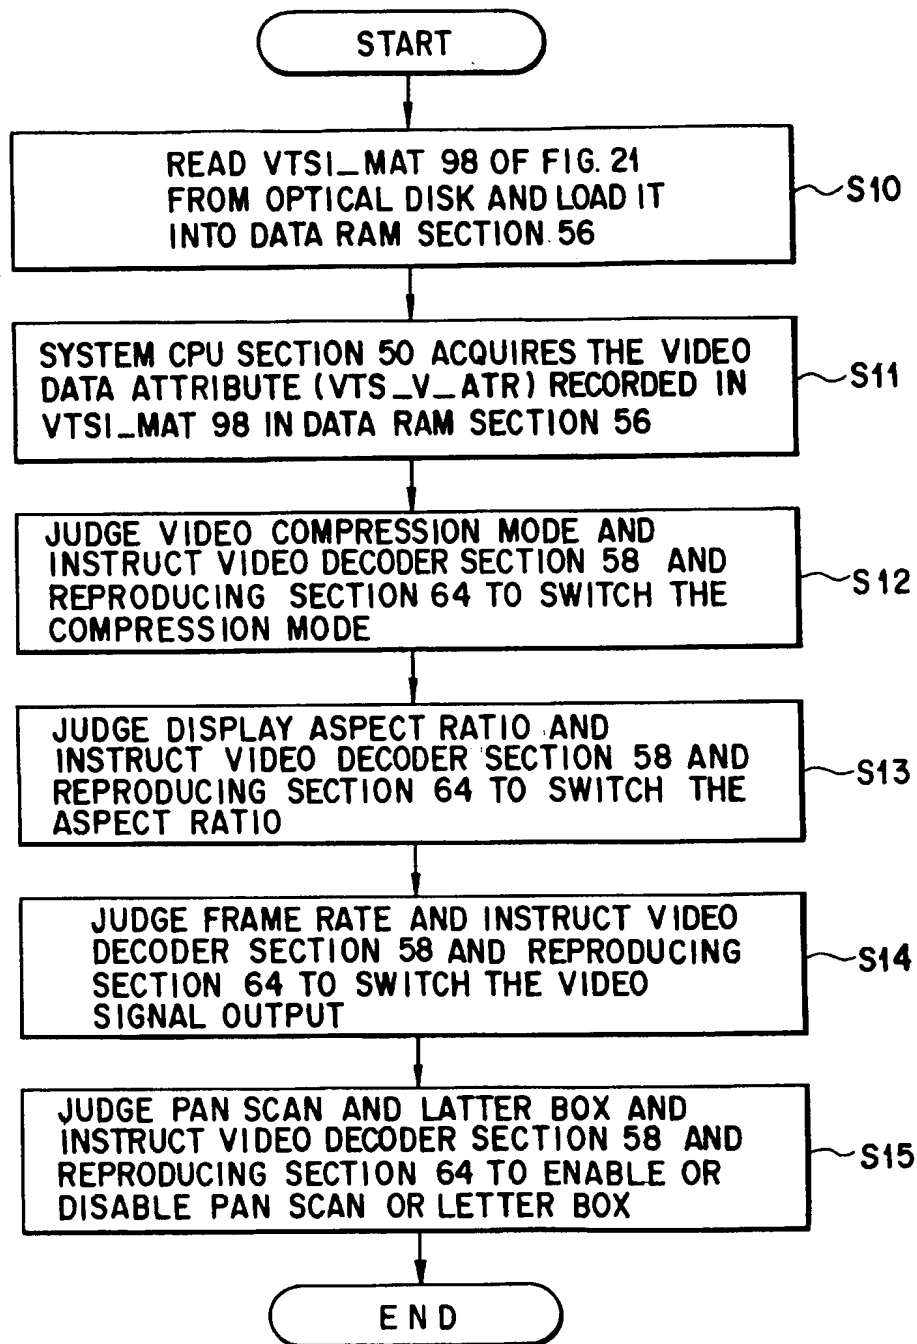 START
READ VTSI_MAT 98 OF FIG. 21
FROM OPTICAL DISK AND LOAD IT
INTO DATA RAM SECTION 56
S10
SYSTEM CPU SECTION 50 ACQUIRES THE VIDEO
DATA ATTRIBUTE (VTS_V_ATR) RECORDED IN
VTSI_MAT 98 IN DATA RAM SECTION 56
S11
JUDGE VIDEO COMPRESSION MODE AND
INSTRUCT VIDEO DECODER SECTION 58 AND
REPRODUCING SECTION 64 TO SWITCH THE
COMPRESSION MODE
S12
JUDGE DISPLAY ASPECT RATIO AND
INSTRUCT VIDEO DECODER SECTION 58 AND
REPRODUCING SECTION 64 TO SWITCH THE
ASPECT RATIO
S13
JUDGE FRAME RATE AND INSTRUCT VIDEO
DECODER SECTION 58 AND REPRODUCING
SECTION 64 TO SWITCH THE VIDEO
SIGNAL OUTPUT
S14
JUDGE PAN SCAN AND LATTER BOX AND
INSTRUCT VIDEO DECODER SECTION 58 AND
REPRODUCING SECTION 64 TO ENABLE OR
DISABLE PAN SCAN OR LETTER BOX
S15
END